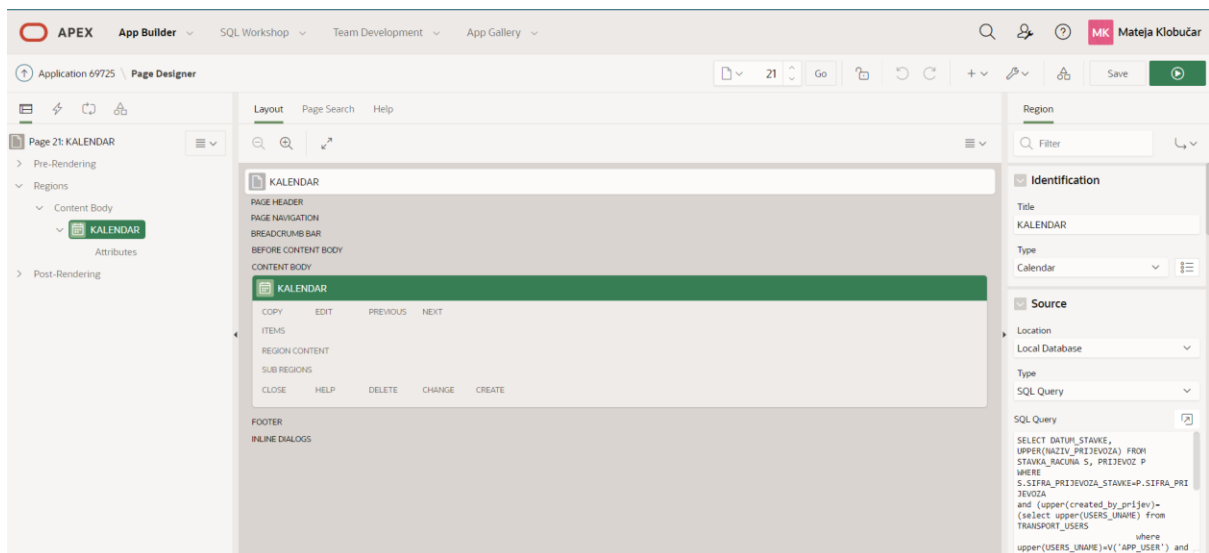 APEX App Builder SQL Workshop Team Development App Gallery MK Mateja Klobučar
Application 69725 \ Page Designer 21 Go Save
Layout Page Search Help Region
Page 21: KALENDAR
Filter
Pre-Rendering
Regions
Content Body
KALENDAR
Attributes
Post-Rendering
KALENDAR
PAGE HEADER
PAGE NAVIGATION
BREADCRUMB BAR
BEFORE CONTENT BODY
CONTENT BODY
KALENDAR
COPY EDIT PREVIOUS NEXT
ITEMS
REGION CONTENT
SUB REGIONS
CLOSE HELP DELETE CHANGE CREATE
FOOTER
INLINE DIALOGS
Identification
Title
KALENDAR
Type
Calendar
Source
Location
Local Database
Type
SQL Query
SQL Query
SELECT DATUM_STAVKE,
UPPER(NAZIV_PRIJEVOZA) FROM
STAVKA_RACUNA S, PRIJEVOZ P
WHERE
S.SIFRA_PRIJEVOZA_STAVKE=P.SIFRA_PRI
JEVOZA
and (upper(created_by_prijev)=
(select upper(USERS_UNAME) from
TRANSPORT_USERS
where
upper(USERS_UNAME)=V('APP_USER') and